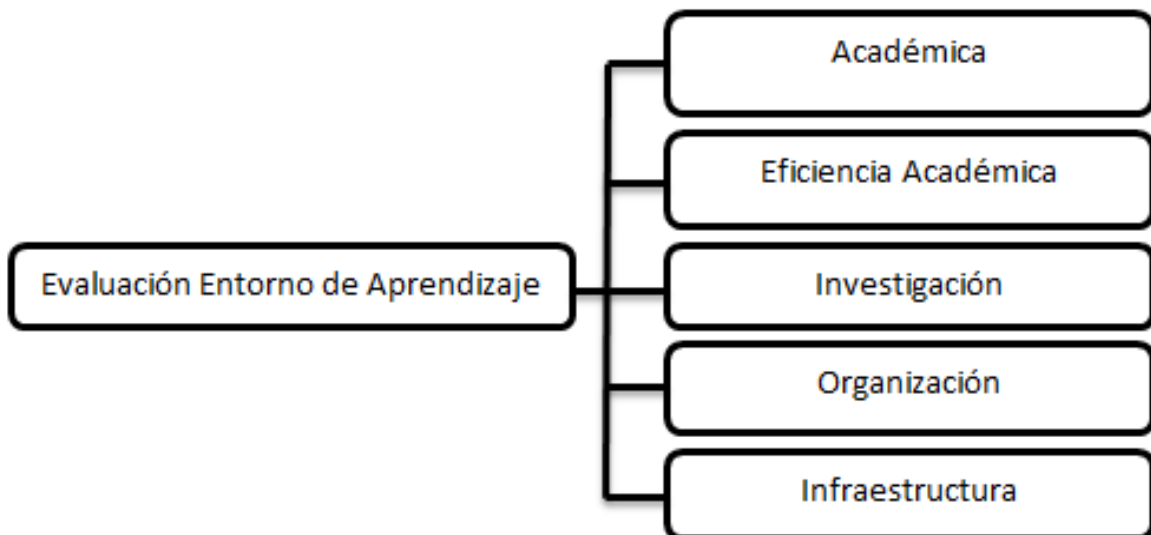 Académica
Eficiencia Académica
Evaluación Entorno de Aprendizaje
Investigación
Organización
Infraestructura